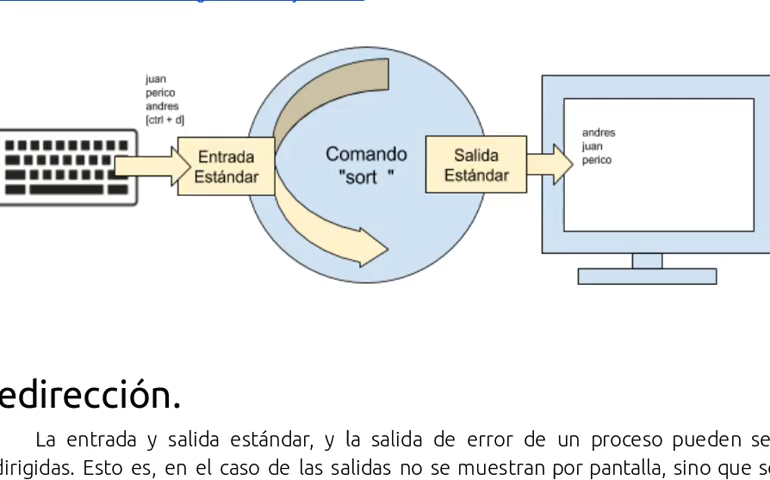 juan
perico
andres
[ctrl + d]
Entrada
Estándar
Comando
"sort "
Salida
Estándar
andres
juan
perico
edirección.
La entrada y salida estándar, y la salida de error de un proceso pueden se
dirigidas. Esto es, en el caso de las salidas no se muestran por pantalla, sino que se